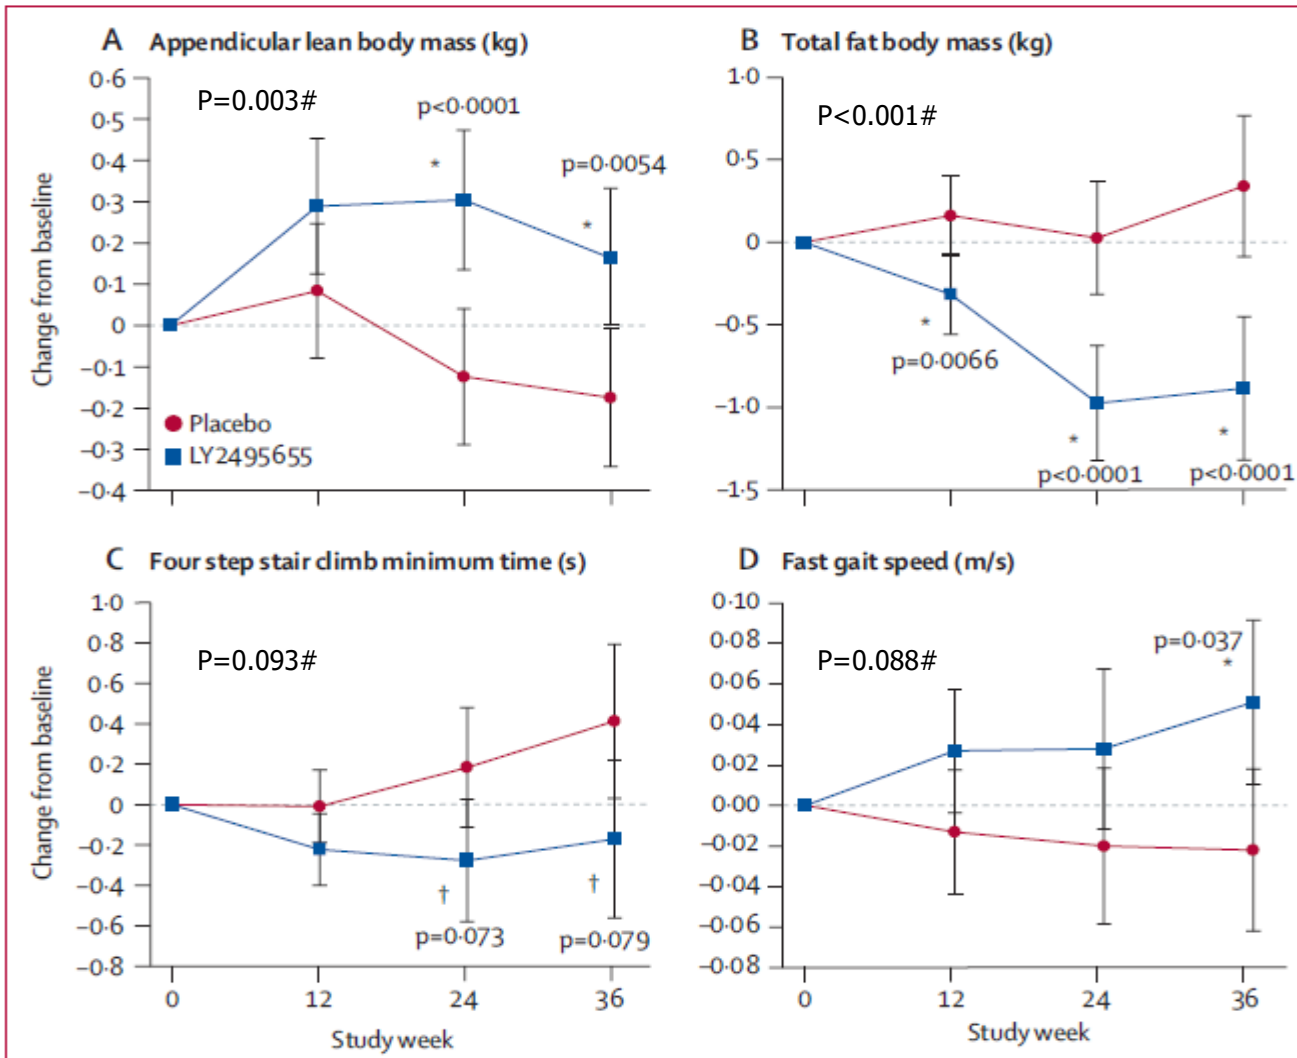 A Appendicular lean body mass (kg)
P=0.003#
p<0·0001
p=0·0054
*
*
Change from baseline
0·6
0·5
0·4
0·3
0·2
0·1
0
−0·1
−0·2
−0·3
−0·4
Placebo
LY2495655
B Total fat body mass (kg)
P<0.001#
1·0
0·5
0
−0·5
−1·0
−1·5
*
p=0·0066
*
p<0·0001
*
p<0·0001
C Four step stair climb minimum time (s)
P=0.093#
Change from baseline
1·0
0·8
0·6
0·4
0·2
0
−0·2
−0·4
−0·6
−0·8
†
p=0·073
†
p=0·079
0 12 24 36
Study week
D Fast gait speed (m/s)
P=0.088#
p=0·037
*
0·10
0·08
0·06
0·04
0·02
0·00
−0·02
−0·04
−0·06
−0·08
0 12 24 36
Study week